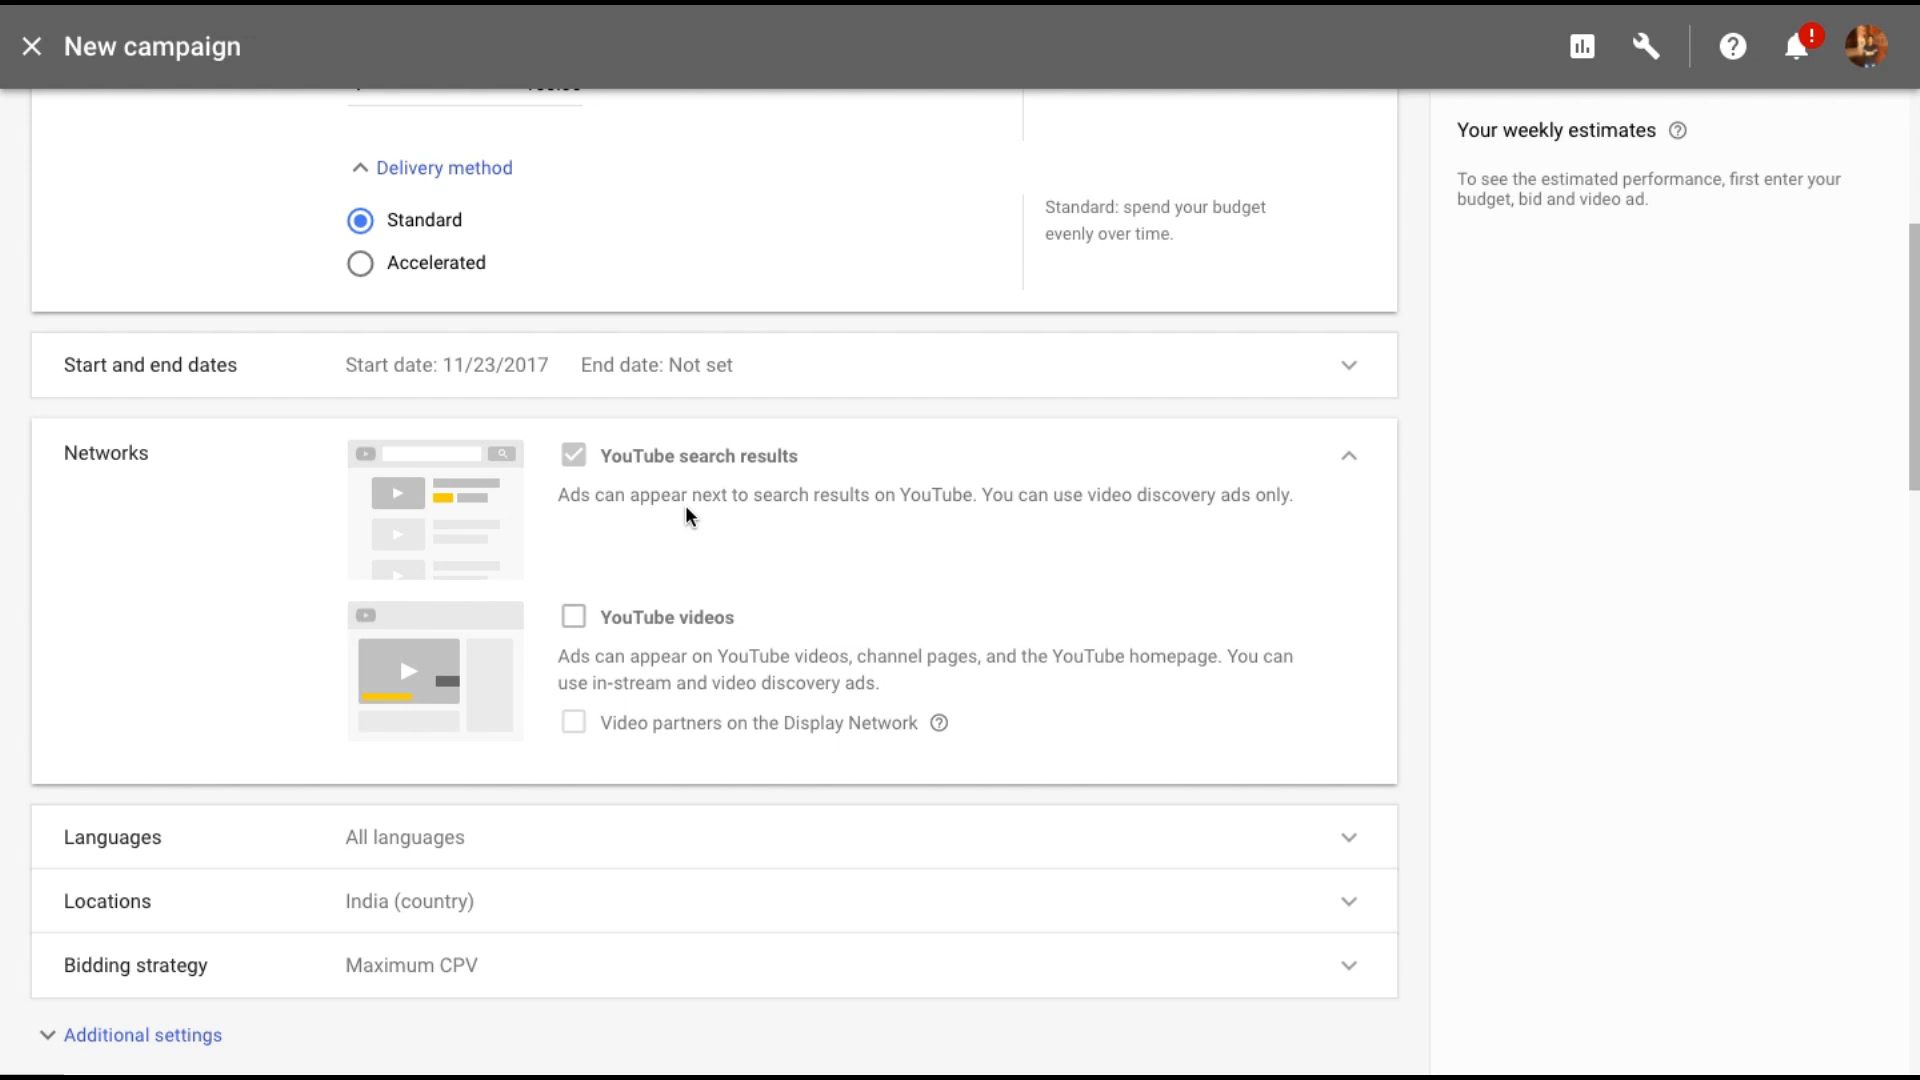 New campaign
!
Your weekly estimates
To see the estimated performance, first enter your
budget, bid and video ad.
Delivery method
Standard
Accelerated
Standard: spend your budget
evenly over time.
Start and end dates
Start date: 11/23/2017
End date: Not set
Networks
YouTube search results
Ads can appear next to search results on YouTube. You can use video discovery ads only.
YouTube videos
Ads can appear on YouTube videos, channel pages, and the YouTube homepage. You can
use in-stream and video discovery ads.
Video partners on the Display Network
Languages
All languages
Locations
India (country)
Bidding strategy
Maximum CPV
Additional settings